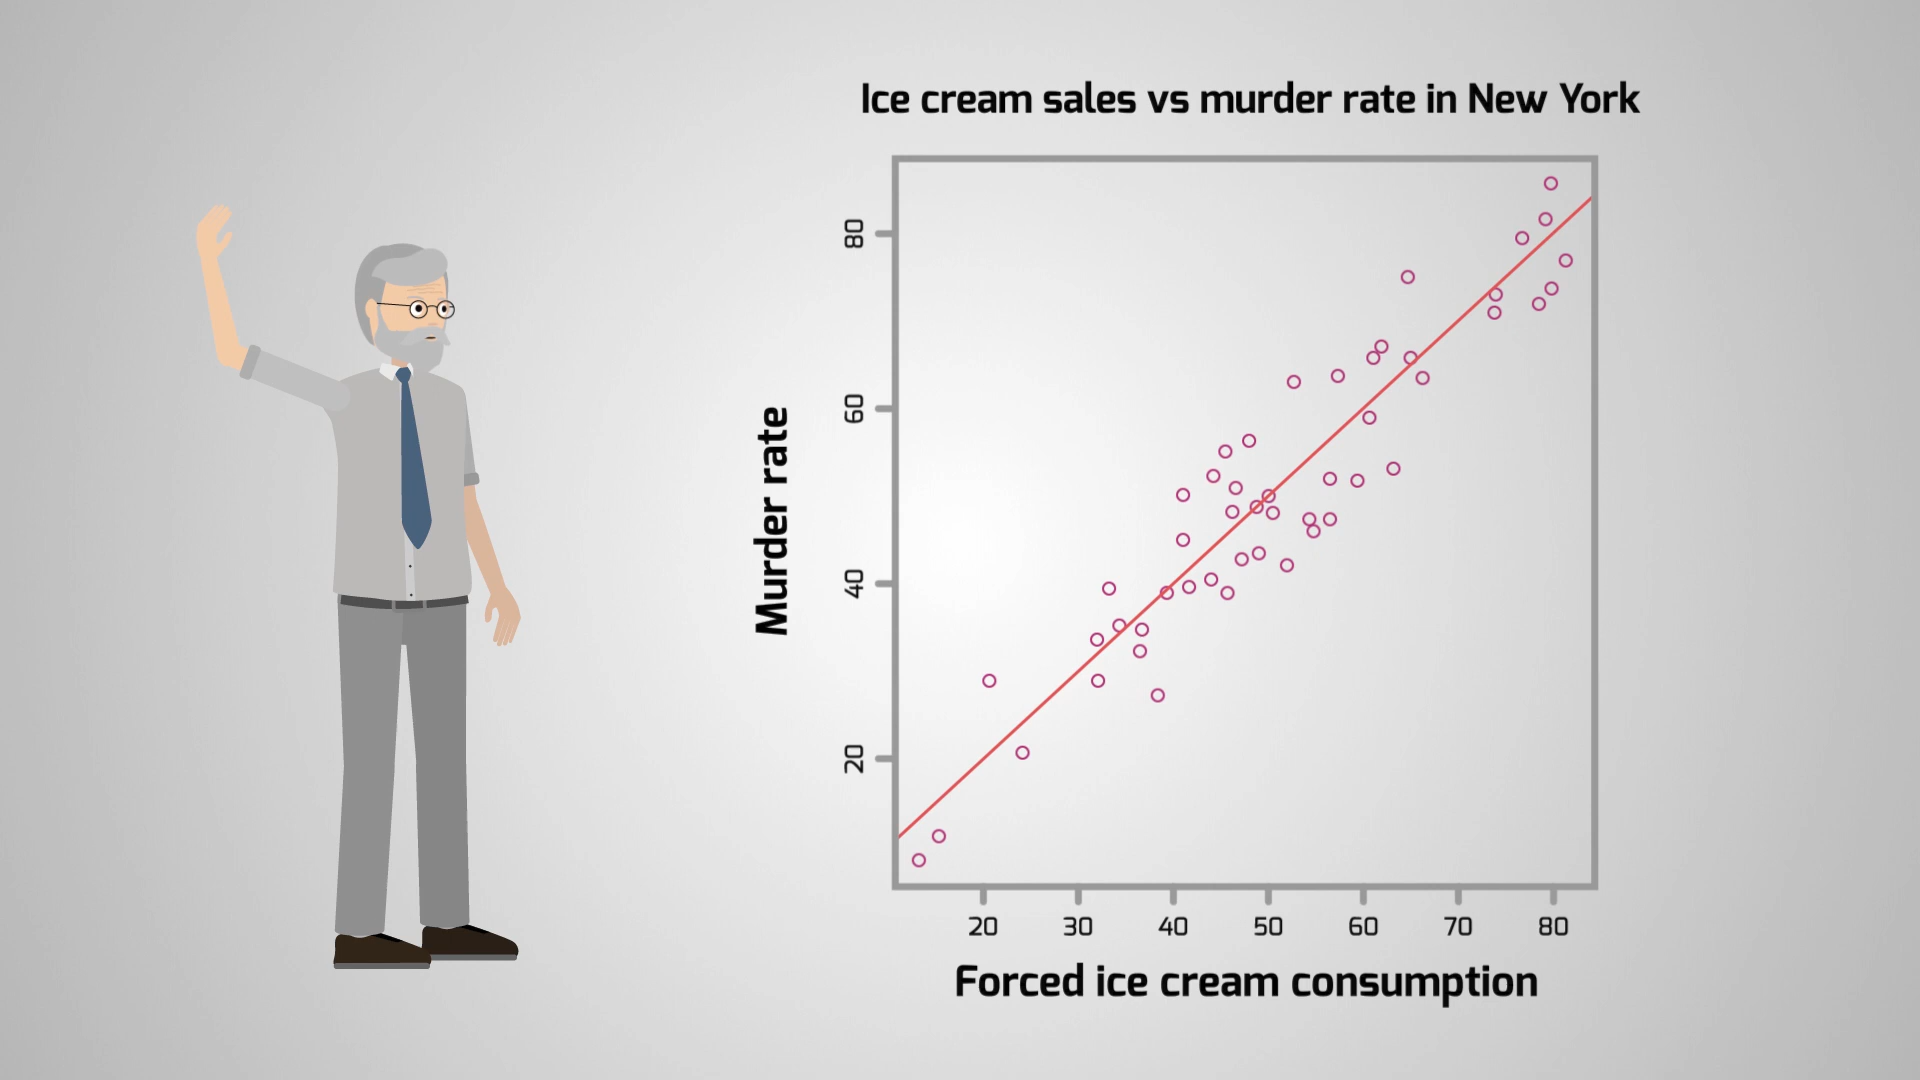 Ice cream sales vs murder rate in New York
Murder rate
80
60
40
20
20 30 40 50 60 70 80
Forced ice cream consumption